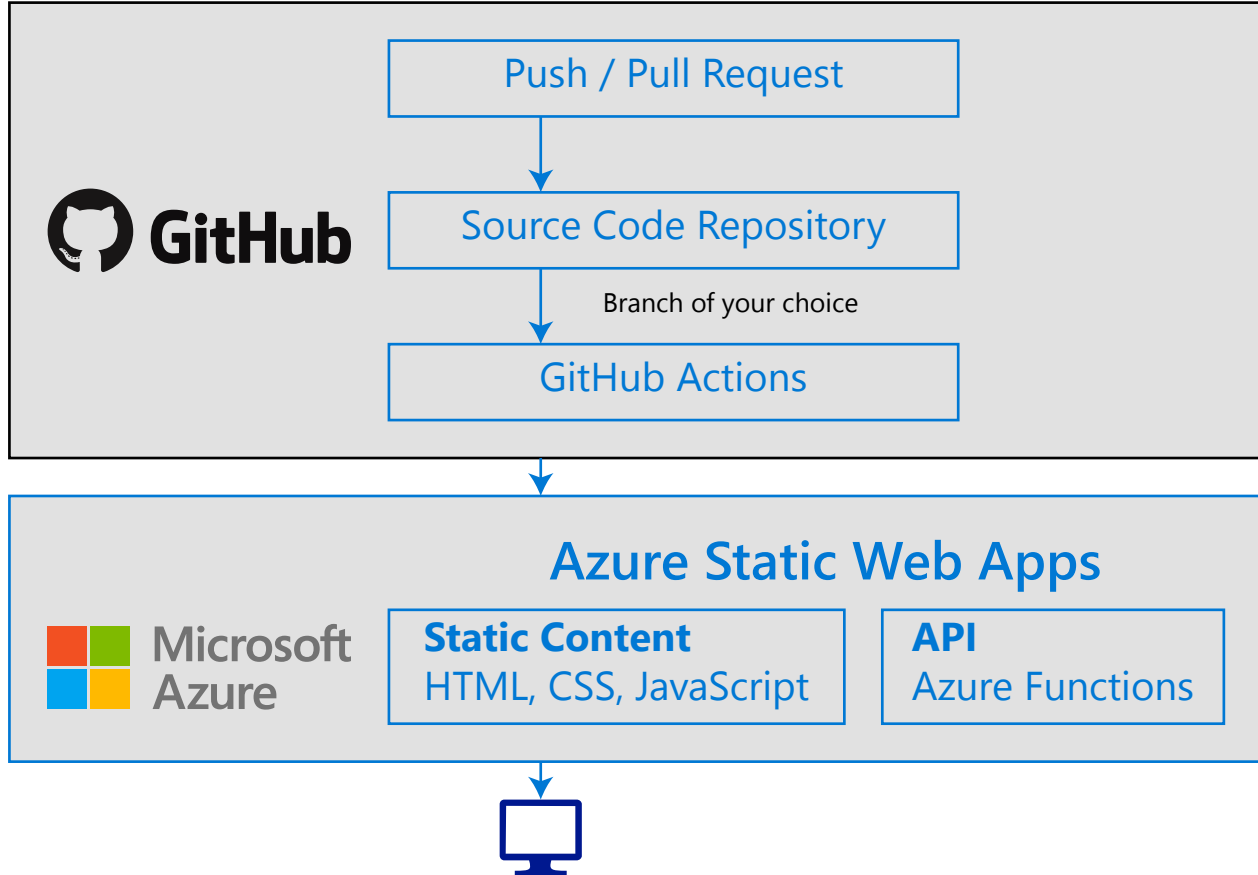 Push / Pull Request
GitHub
Source Code Repository
Branch of your choice
GitHub Actions
Azure Static Web Apps
Microsoft
Azure
Static Content
HTML, CSS, JavaScript
API
Azure Functions